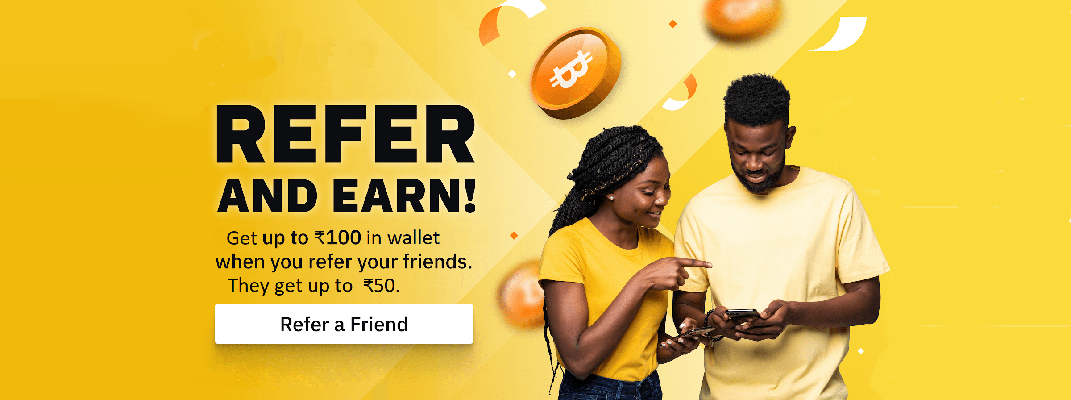 REFER
AND EARN!
Get up to ₹100 in wallet
when you refer your friends.
They get up to ₹50.
Refer a Friend